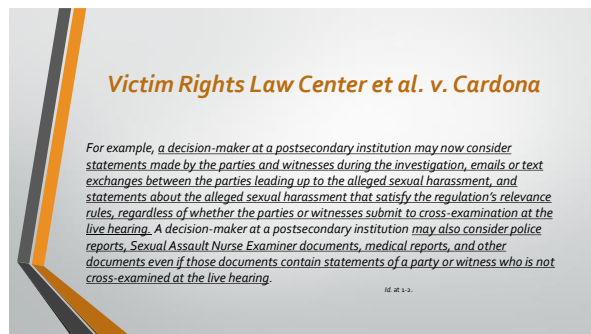 Victim Rights Law Center et al. v. Cardona
For example, a decision-maker at a postsecondary institution may now consider
statements made by the parties and witnesses during the investigation, emails or text
exchanges between the parties leading up to the alleged sexual harassment, and
statements about the alleged sexual harassment that satisfy the regulation's relevance
rules, regardless of whether the parties or witnesses submit to cross-examination at the
live hearing. A decision-maker at a postsecondary institution may also consider police
reports, Sexual Assault Nurse Examiner documents, medical reports, and other
documents even if those documents contain statements of a party or witness who is not
cross-examined at the live hearing.
Id. at 1-2.